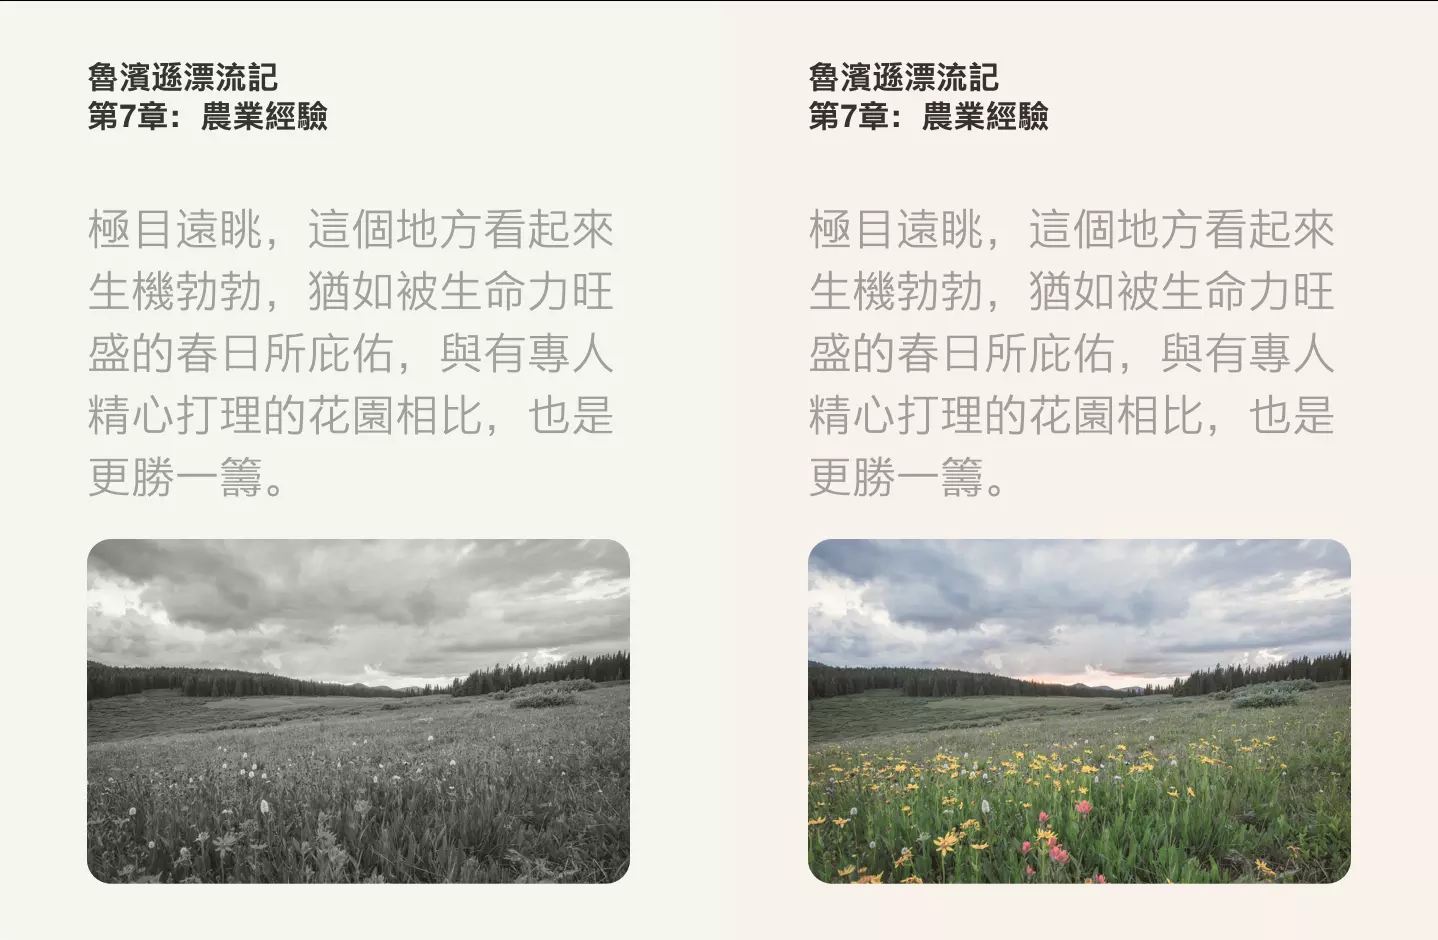 魯濱遜漂流記
第7章：農業經驗
極目遠眺，這個地方看起來
生機勃勃，猶如被生命力旺
盛的春日所庇佑，與有專人
精心打理的花園相比，也是
更勝一籌。
魯濱遜漂流記
第7章：農業經驗
極目遠眺，這個地方看起來
生機勃勃，猶如被生命力旺
盛的春日所庇佑，與有專人
精心打理的花園相比，也是
更勝一籌。